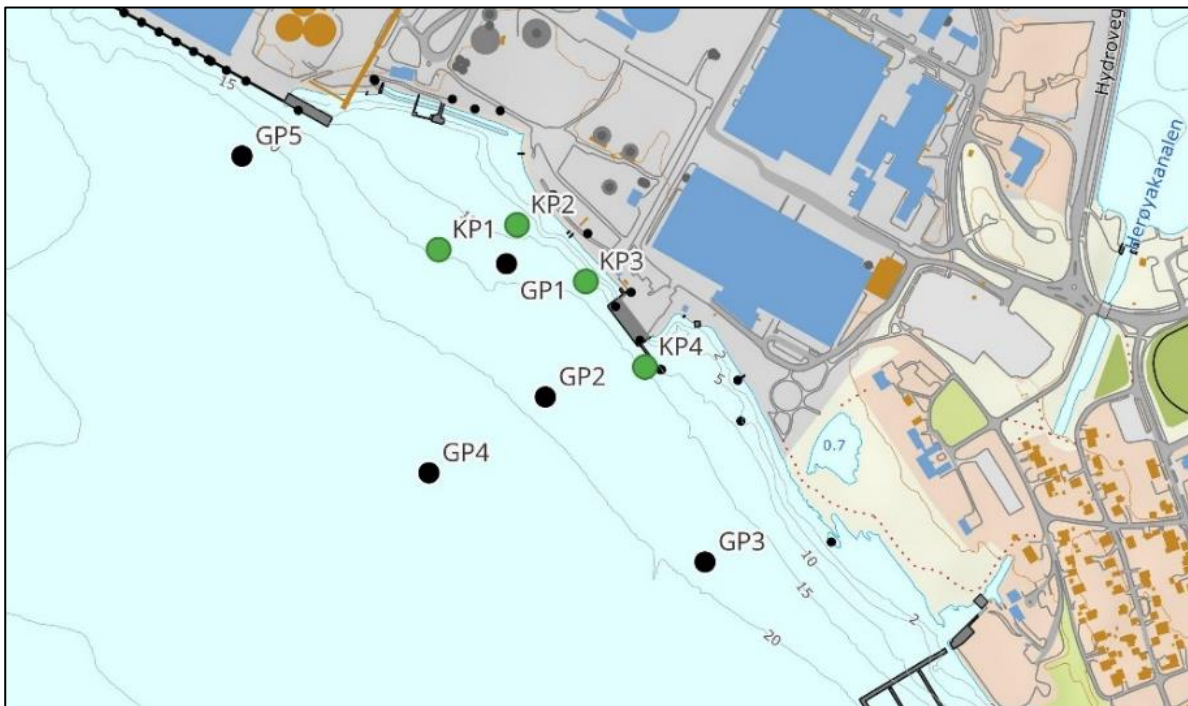 Hydroveg
15
GP5
Herøyakanalen
KP2
KP1
KP3
GP1
2
KP4
5
GP2
0.7
GP4
GP3
10
15
2
20